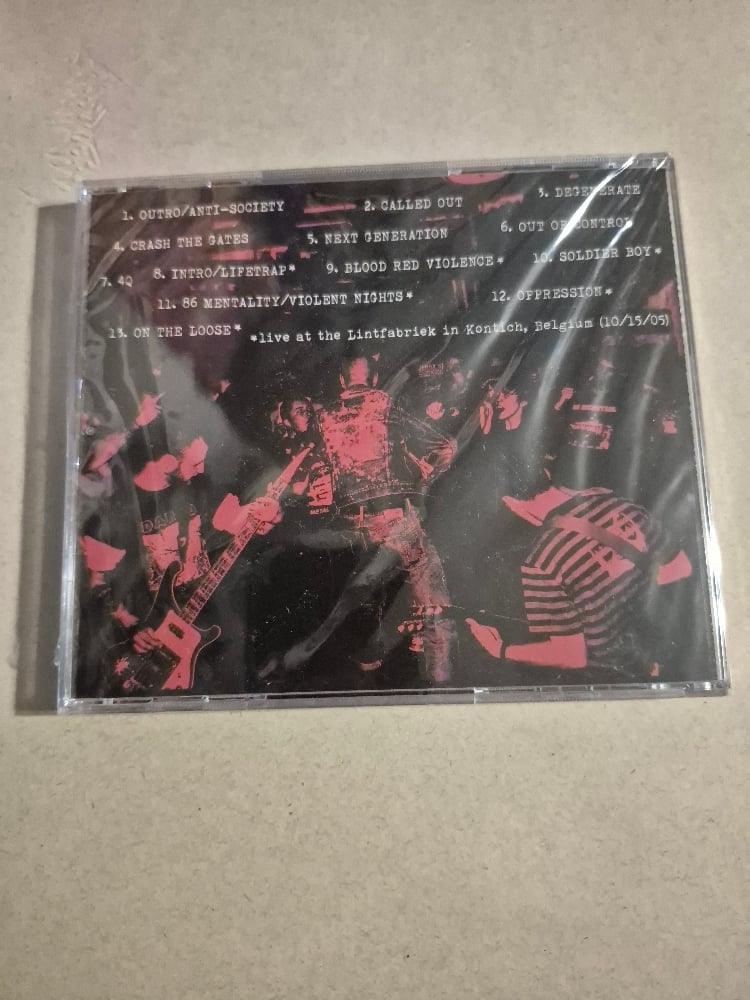 1. OUTRO/ANTI-SOCIETY 2. CALLED OUT 3. DEGENERATE
4. CRASH THE GATES 5. NEXT GENERATION 6. OUT OF CONTROL
7. 4Q 8. INTRO/LIFETRAP* 9. BLOOD RED VIOLENCE* 10. SOLDIER BOY*
11. 86 MENTALITY/VIOLENT NIGHTS* 12. OPPRESSION*
13. ON THE LOOSE* *live at the Lintfabriek in Kontich, Belgium (10/15/05)
METAL